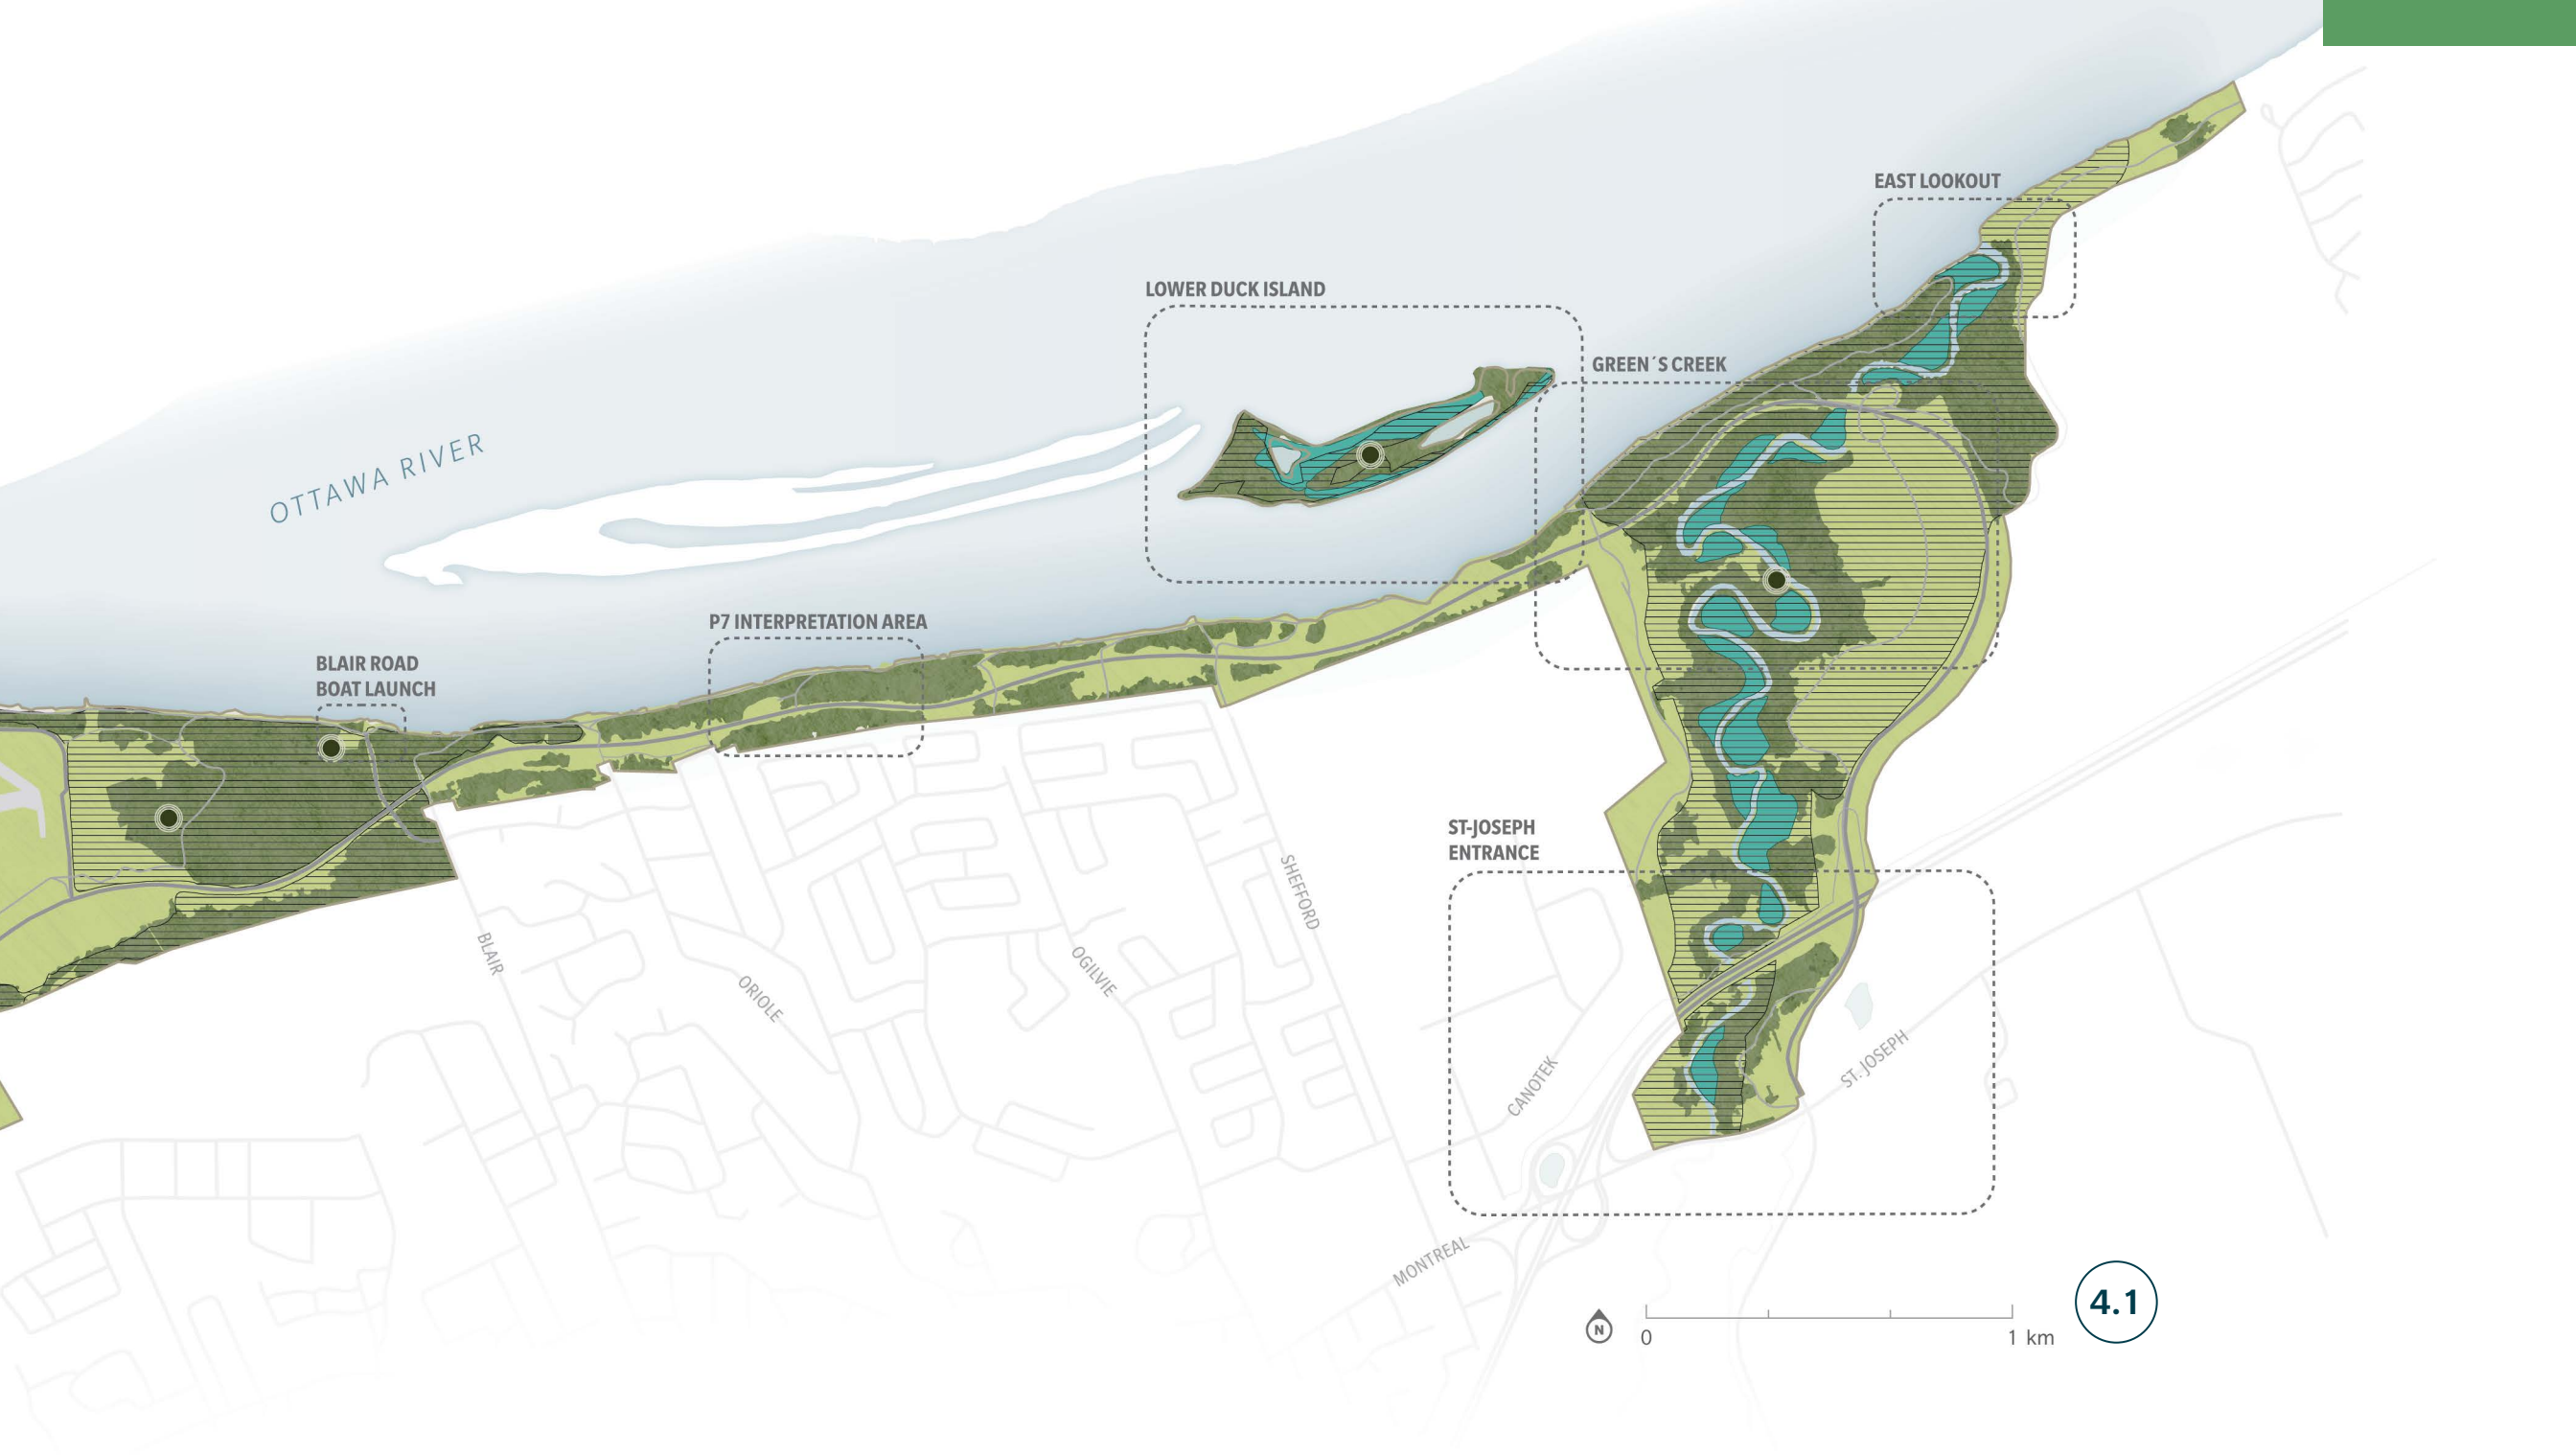 EAST LOOKOUT
LOWER DUCK ISLAND
GREEN´S CREEK
OTTAWA RIVER
P7 INTERPRETATION AREA
BLAIR ROAD
BOAT LAUNCH
ST-JOSEPH
ENTRANCE
SHEFFORD
BLAIR
ORIOLE
OGILVIE
CANOTEK
ST. JOSEPH
MONTREAL
N
0
1 km
4.1